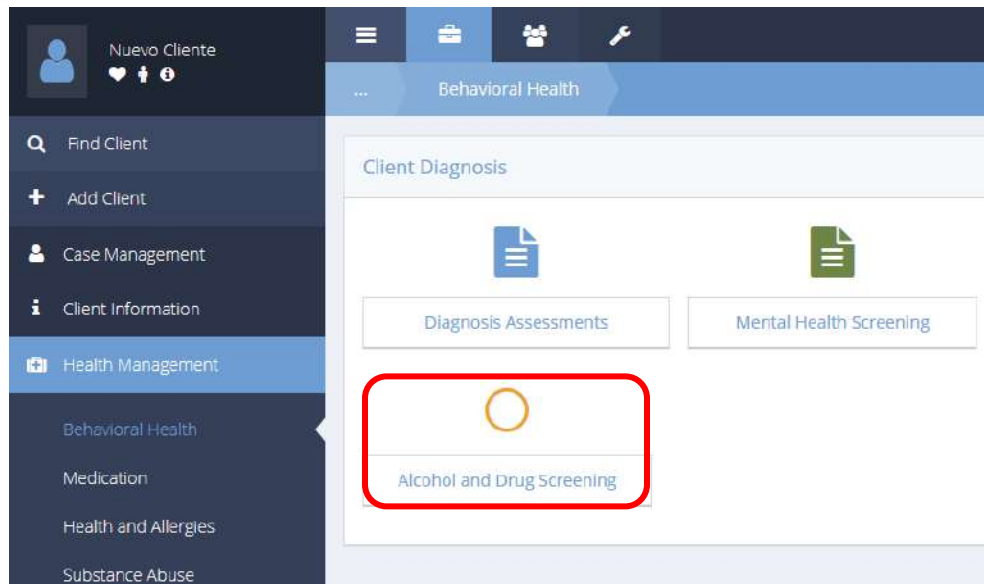 Nuevo Cliente
... Behavioral Health
Find Client
Add Client
Case Management
Client Information
Health Management
Behavioral Health
Medication
Health and Allergies
Substance Abuse
Client Diagnosis
Diagnosis Assessments
Mental Health Screening
Alcohol and Drug Screening